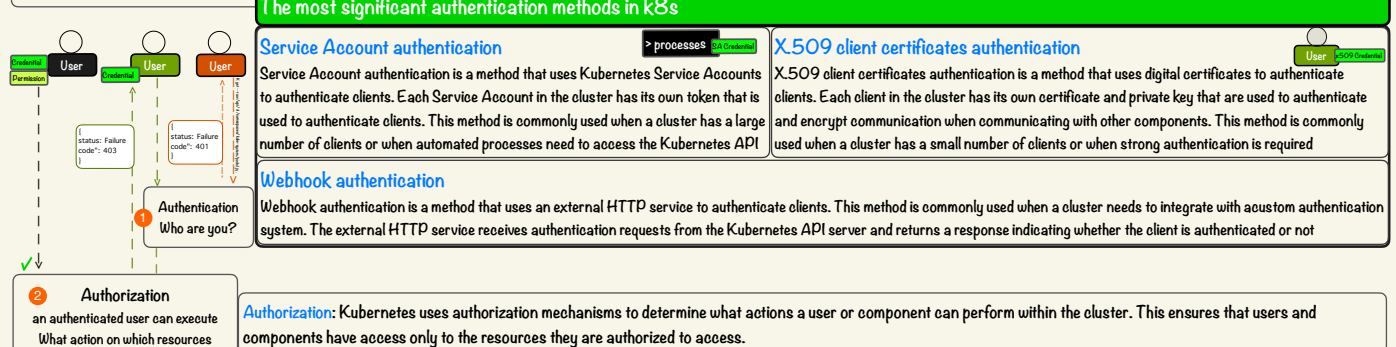 The most significant authentication methods in k8s
Credential
Permission
User
Credential
User
User
{
status: Failure
code": 403
}
{
status: Failure
code": 401
}
1
Authentication
Who are you?
2
Authorization
an authenticated user can execute
What action on which resources
Service Account authentication
> processes
SA Credential
Service Account authentication is a method that uses Kubernetes Service Accounts
to authenticate clients. Each Service Account in the cluster has its own token that is
used to authenticate clients. This method is commonly used when a cluster has a large
number of clients or when automated processes need to access the Kubernetes API
X.509 client certificates authentication
User
x509 Credential
X.509 client certificates authentication is a method that uses digital certificates to authenticate
clients. Each client in the cluster has its own certificate and private key that are used to authenticate
and encrypt communication when communicating with other components. This method is commonly
used when a cluster has a small number of clients or when strong authentication is required
Webhook authentication
Webhook authentication is a method that uses an external HTTP service to authenticate clients. This method is commonly used when a cluster needs to integrate with acustom authentication
system. The external HTTP service receives authentication requests from the Kubernetes API server and returns a response indicating whether the client is authenticated or not
Authorization: Kubernetes uses authorization mechanisms to determine what actions a user or component can perform within the cluster. This ensures that users and
components have access only to the resources they are authorized to access.